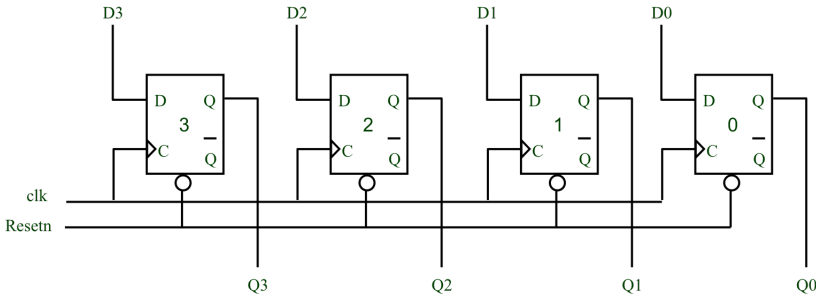 D3 D2 D1 D0
D Q D Q D Q D Q
3 2 1 0
C Q C Q C Q C Q
clk
Resetn
Q3 Q2 Q1 Q0